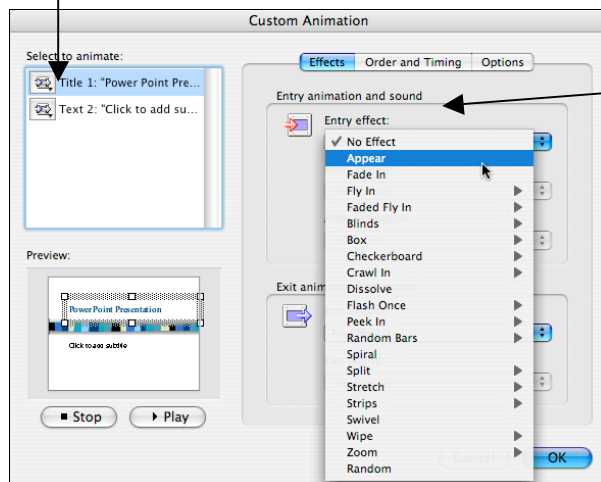 Custom Animation
Select to animate:
Title 1: "Power Point Pre...
Text 2: "Click to add su...
Preview:
PowerPoint Presentation
Click to add subtitle
Stop
Play
Effects
Order and Timing
Options
Entry animation and sound
Entry effect:
✓ No Effect
Appear
Fade In
Fly In
Faded Fly In
Blinds
Box
Checkerboard
Crawl In
Exit anim
Dissolve
Flash Once
Peek In
Random Bars
Spiral
Split
Stretch
Strips
Swivel
Wipe
Zoom
Random
Cancel
OK